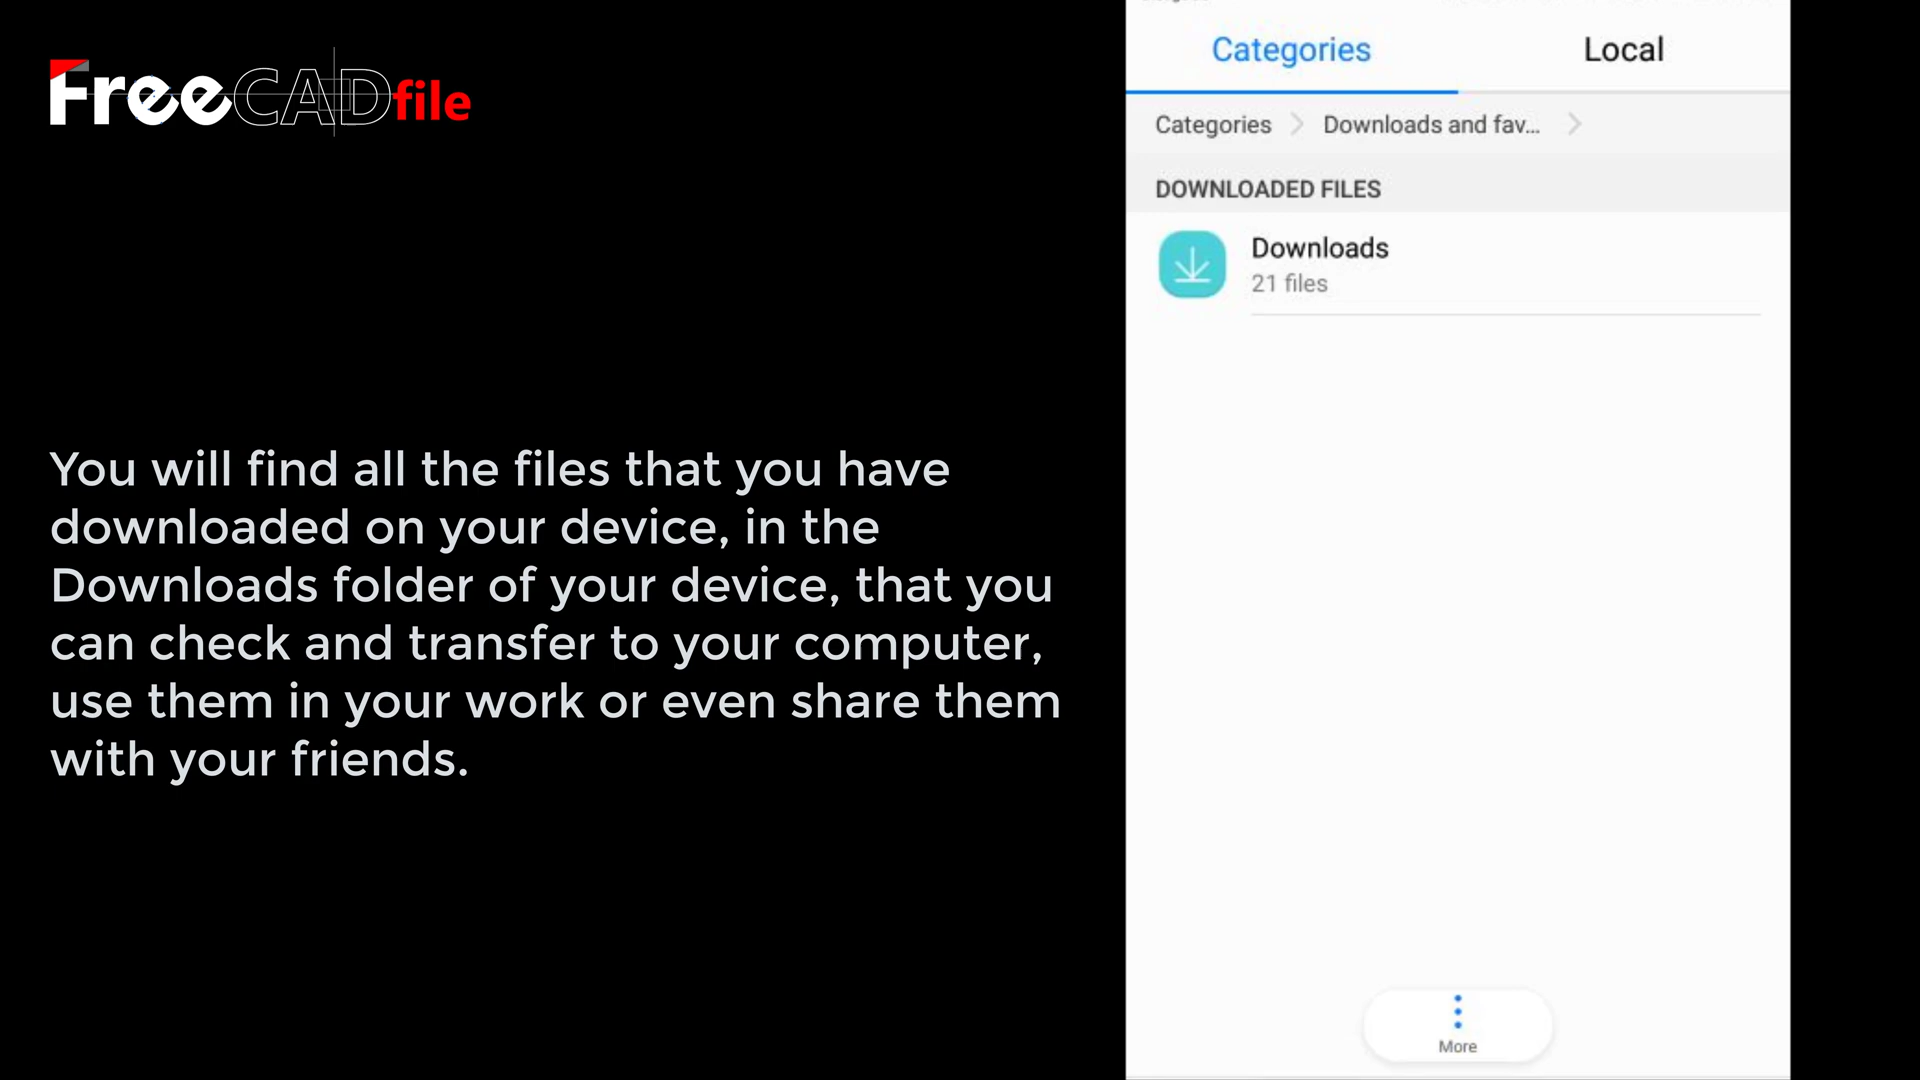 FreeCADfile
You will find all the files that you have
downloaded on your device, in the
Downloads folder of your device, that you
can check and transfer to your computer,
use them in your work or even share them
with your friends.
Categories
Local
Categories
Downloads and fav...
DOWNLOADED FILES
Downloads
21 files
More